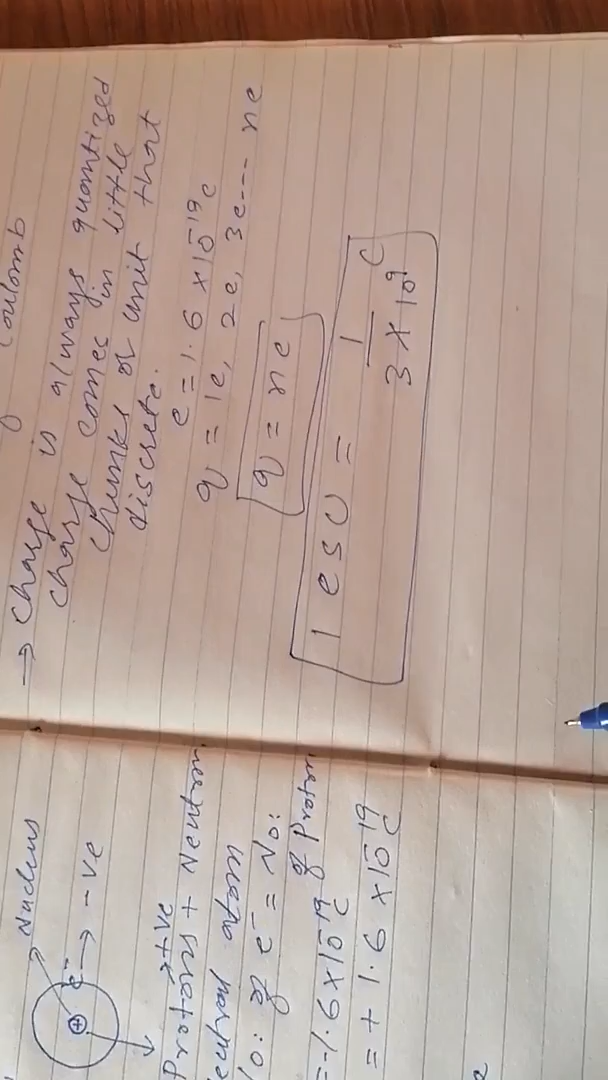 Nucleus
e⁻ → -ve
+ve
Protons + Neutron
neutral atom
No: of e⁻ = No: of Proton
= -1.6 x 10⁻¹⁹ C
= + 1.6 x 10⁻¹⁹ C
Coulomb
→ Charge is always quantized
charge comes in little
chunks or unit that
discrete.
e = 1.6 x 10⁻¹⁹ c
q = 1e, 2e, 3e --- ne
q = ne
1 esu = 1 / 3 x 10⁹ C